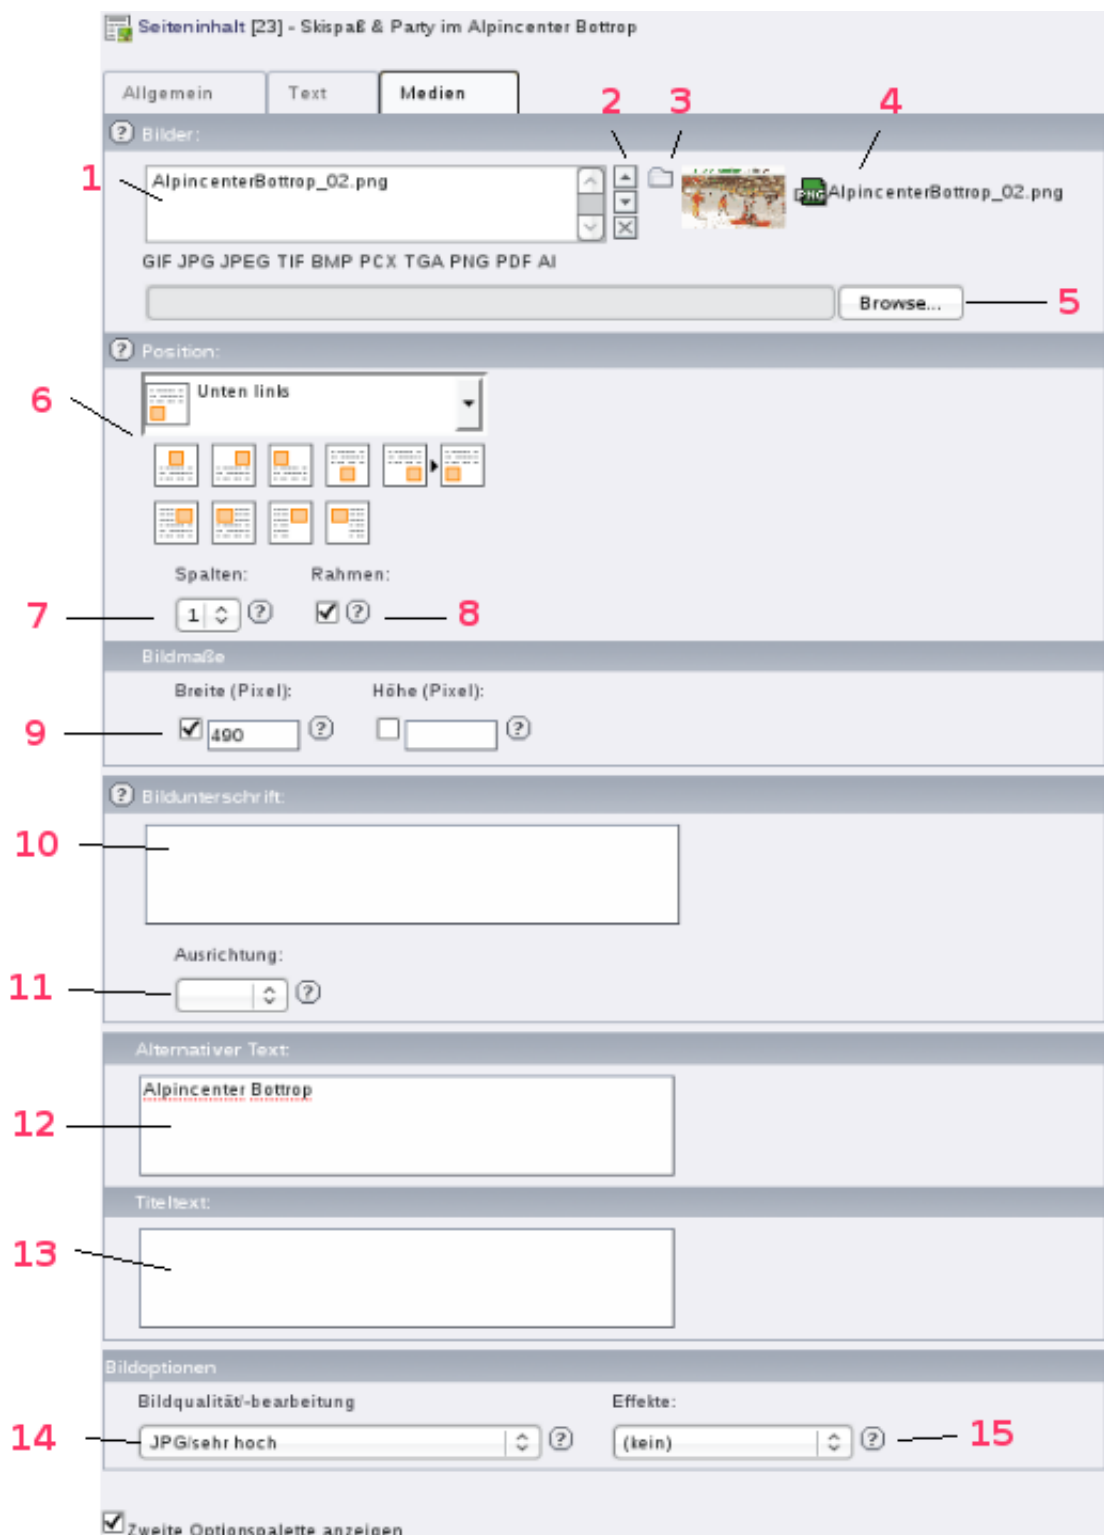 Seiteninhalt [23] - Skispaß & Party im Alpincenter Bottrop
Allgemein Text Medien
2 3 4
Bilder:
1
AlpincenterBottrop_02.png
PNG AlpincenterBottrop_02.png
GIF JPG JPEG TIF BMP PCX TGA PNG PDF AI
Browse... 5
Position:
6
Unten links
Spalten: Rahmen:
7 1 8
Bildmaße
Breite (Pixel): Höhe (Pixel):
9 490
Bildunterschrift:
10
Ausrichtung:
11
Alternativer Text:
Alpincenter Bottrop
12
Titeltext:
13
Bildoptionen
Bildqualität/-bearbeitung Effekte:
14 JPG/sehr hoch (kein) 15
Zweite Optionspalette anzeigen